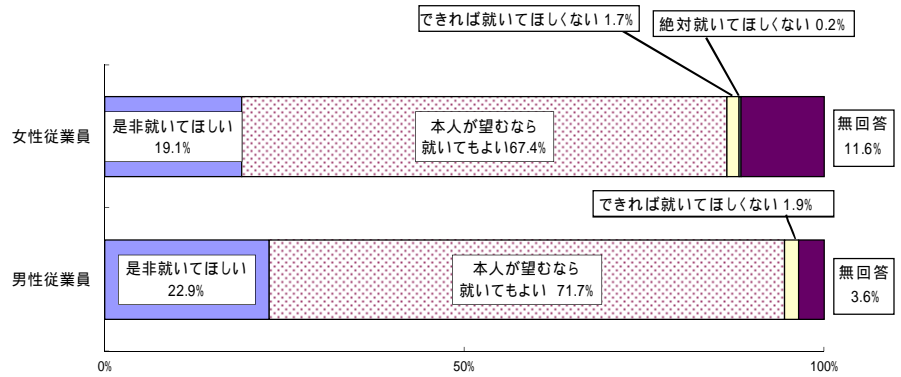 できれば就いてほしくない 1.7%
絶対就いてほしくない 0.2%
女性従業員
是非就いてほしい
19.1%
本人が望むなら
就いてもよい67.4%
無回答
11.6%
できれば就いてほしくない 1.9%
男性従業員
是非就いてほしい
22.9%
本人が望むなら
就いてもよい 71.7%
無回答
3.6%
0%
50%
100%